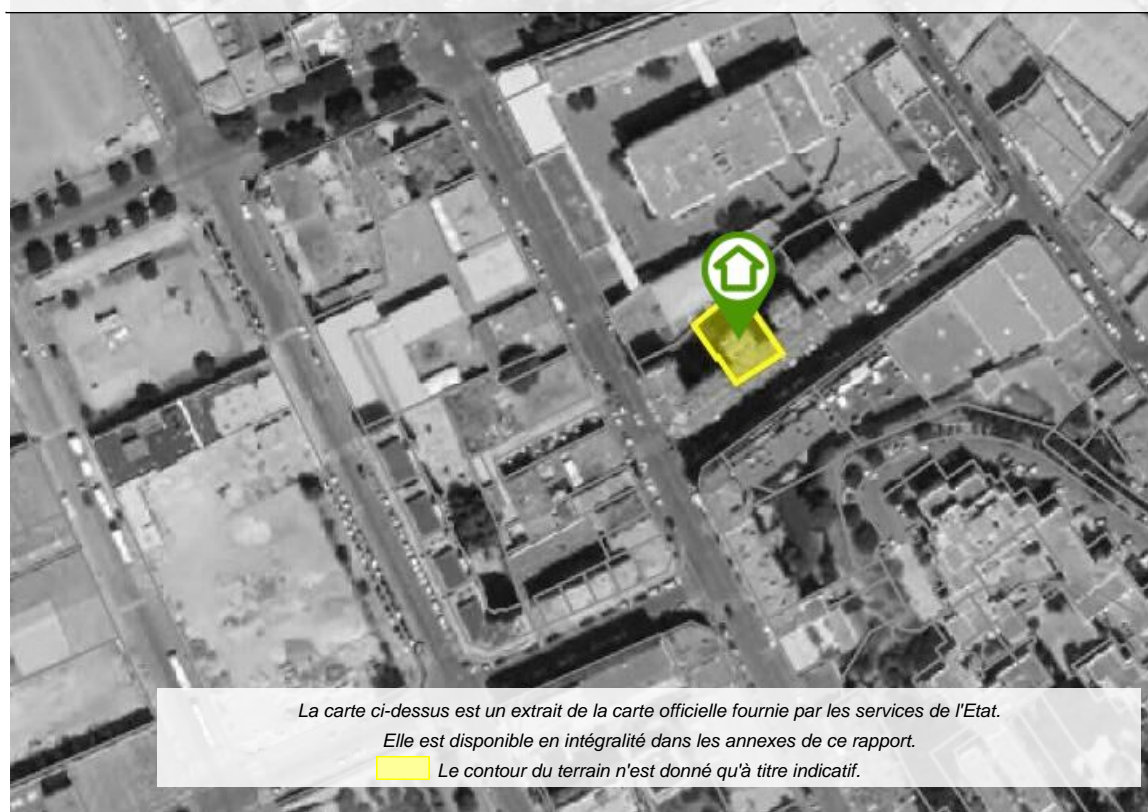 La carte ci-dessus est un extrait de la carte officielle fournie par les services de l'Etat.
Elle est disponible en intégralité dans les annexes de ce rapport.
Le contour du terrain n'est donné qu'à titre indicatif.